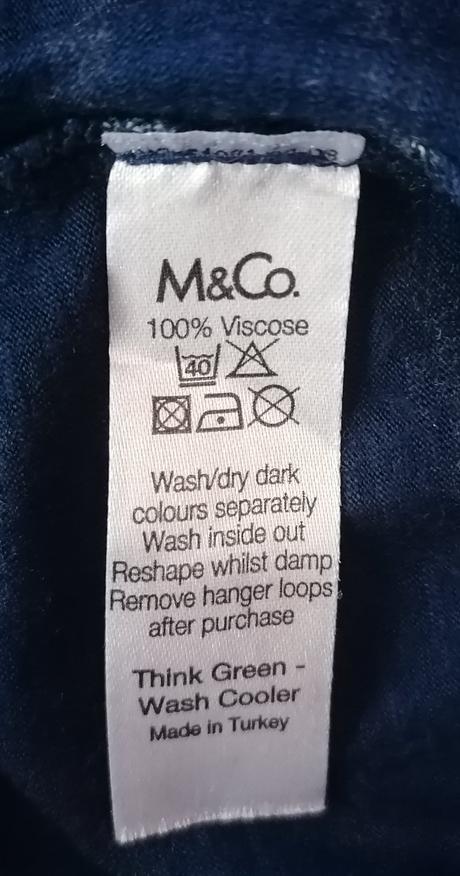 M&Co.
100% Viscose
40
Wash/dry dark
colours separately
Wash inside out
Reshape whilst damp
Remove hanger loops
after purchase
Think Green -
Wash Cooler
Made in Turkey